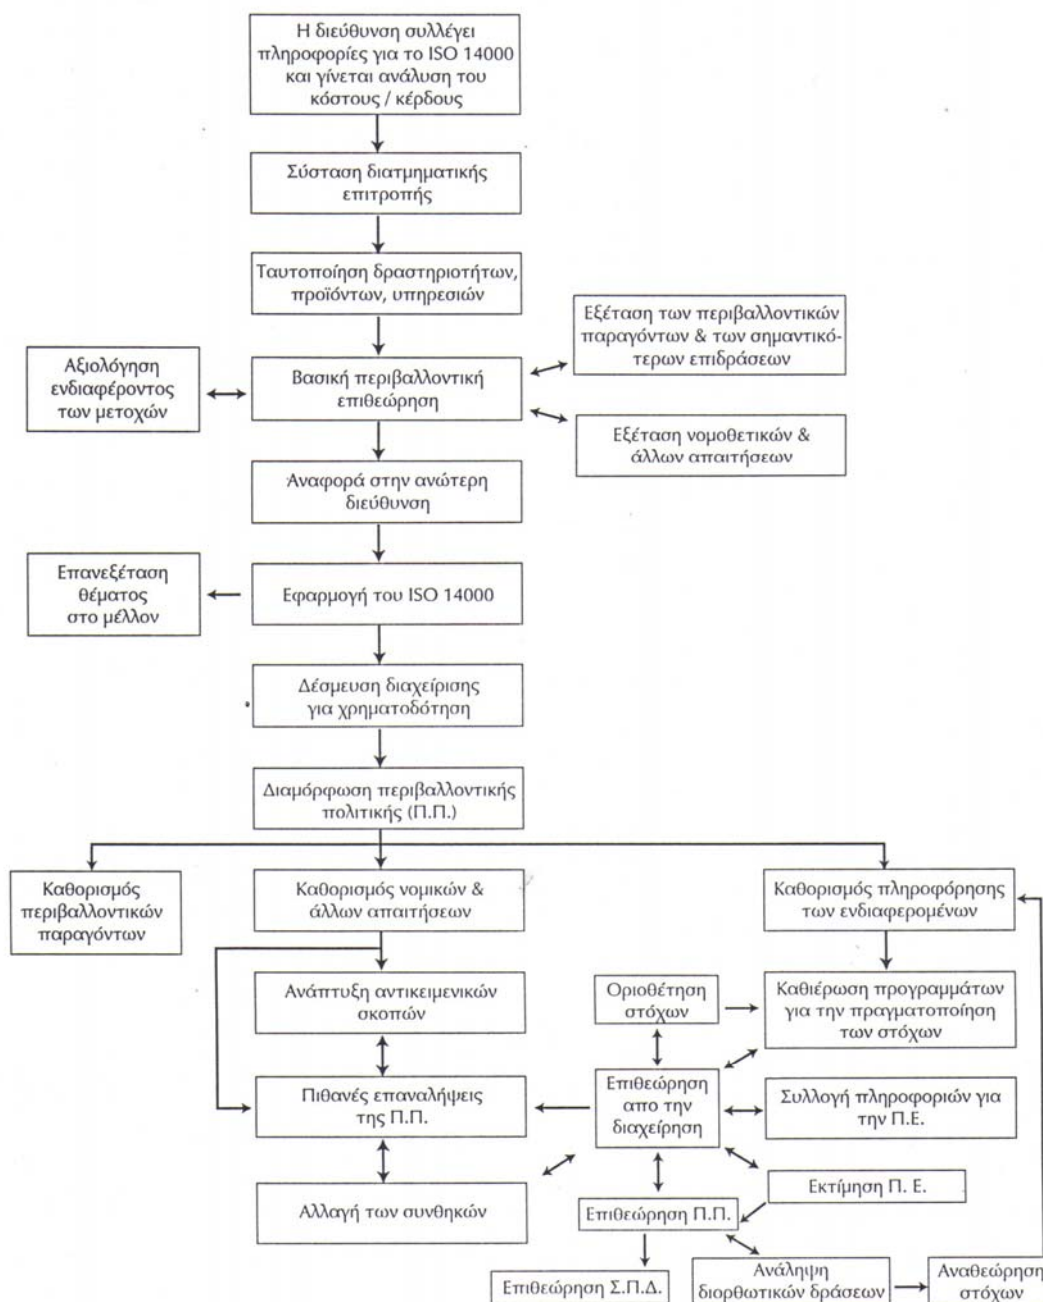 Η διεύθυνση συλλέγει
πληροφορίες για το ISO 14000
και γίνεται ανάλυση του
κόστους / κέρδους
Σύσταση διατμηματικής
επιτροπής
Ταυτοποίηση δραστηριοτήτων,
προϊόντων, υπηρεσιών
Εξέταση των περιβαλλοντικών
παραγόντων & των σημαντικό-
τερων επιδράσεων
Αξιολόγηση
ενδιαφέροντος
των μετοχών
Βασική περιβαλλοντική
επιθεώρηση
Εξέταση νομοθετικών &
άλλων απαιτήσεων
Αναφορά στην ανώτερη
διεύθυνση
Επανεξέταση
θέματος
στο μέλλον
Εφαρμογή του ISO 14000
Δέσμευση διαχείρισης
για χρηματοδότηση
Διαμόρφωση περιβαλλοντικής
πολιτικής (Π.Π.)
Καθορισμός
περιβαλλοντικών
παραγόντων
Καθορισμός νομικών &
άλλων απαιτήσεων
Καθορισμός πληροφόρησης
των ενδιαφερομένων
Ανάπτυξη αντικειμενικών
σκοπών
Οριοθέτηση
στόχων
Καθιέρωση προγραμμάτων
για την πραγματοποίηση
των στόχων
Πιθανές επαναλήψεις
της Π.Π.
Επιθεώρηση
απο την
διαχείρηση
Συλλογή πληροφοριών για
την Π.Ε.
Αλλαγή των συνθηκών
Εκτίμηση Π. Ε.
Επιθεώρηση Π.Π.
Επιθεώρηση Σ.Π.Δ.
Ανάληψη
διορθωτικών δράσεων
Αναθεώρηση
στόχων